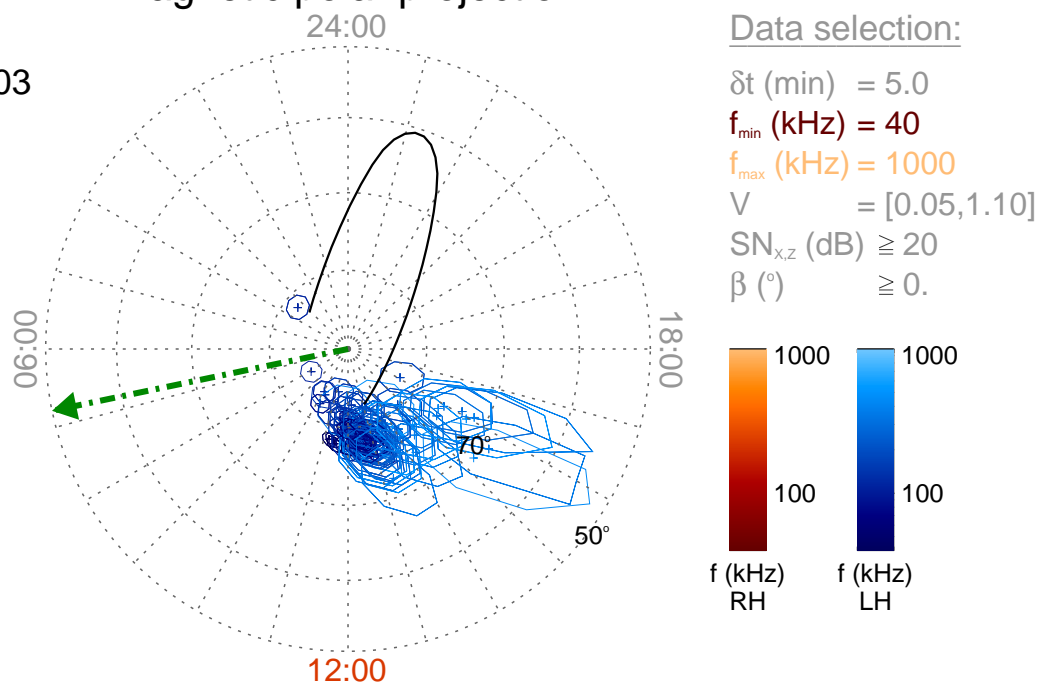 24:00
03
06:00
18:00
70°
50°
12:00
Data selection:
δt (min) = 5.0
fmin (kHz) = 40
fmax (kHz) = 1000
V = [0.05,1.10]
SNx,z (dB) ≧ 20
β (°) ≧ 0.
1000 1000
100 100
f (kHz) f (kHz)
RH LH